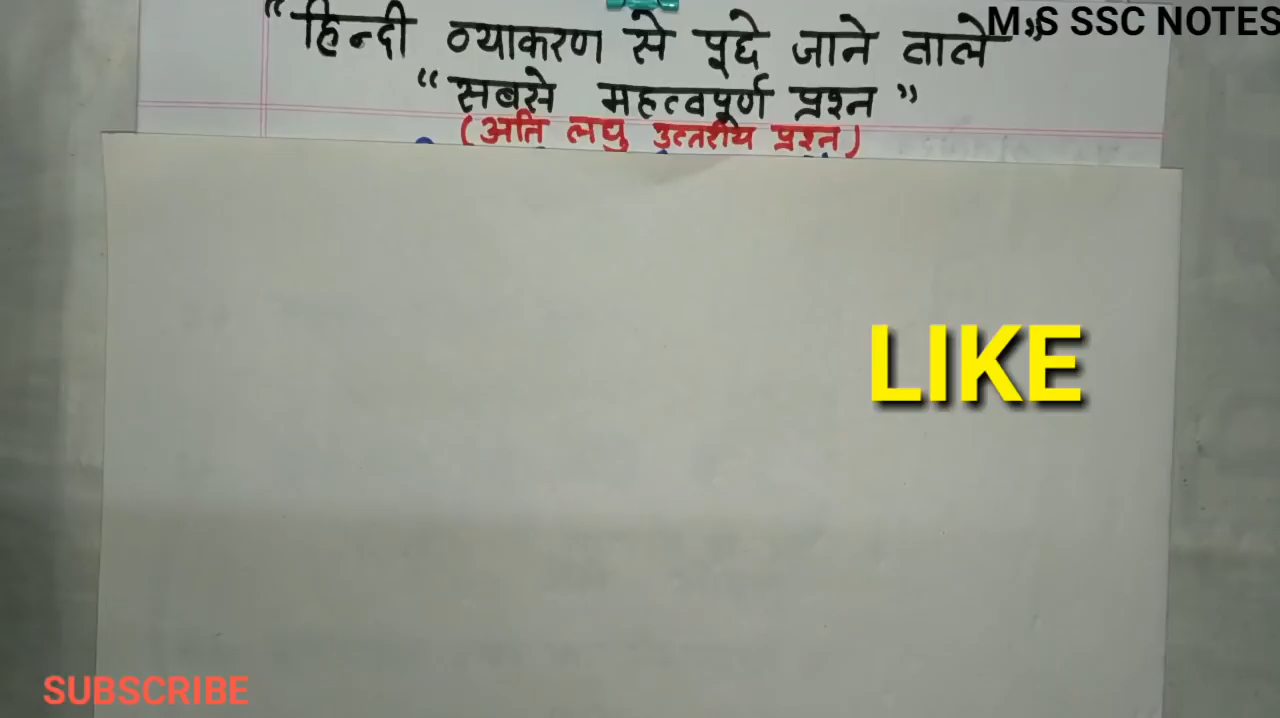 "हिन्दी व्याकरण से पूछे जाने वाले"
"सबसे महत्वपूर्ण प्रश्न"
(अति लघु उत्तरीय प्रश्न)
M S SSC NOTES
LIKE
SUBSCRIBE